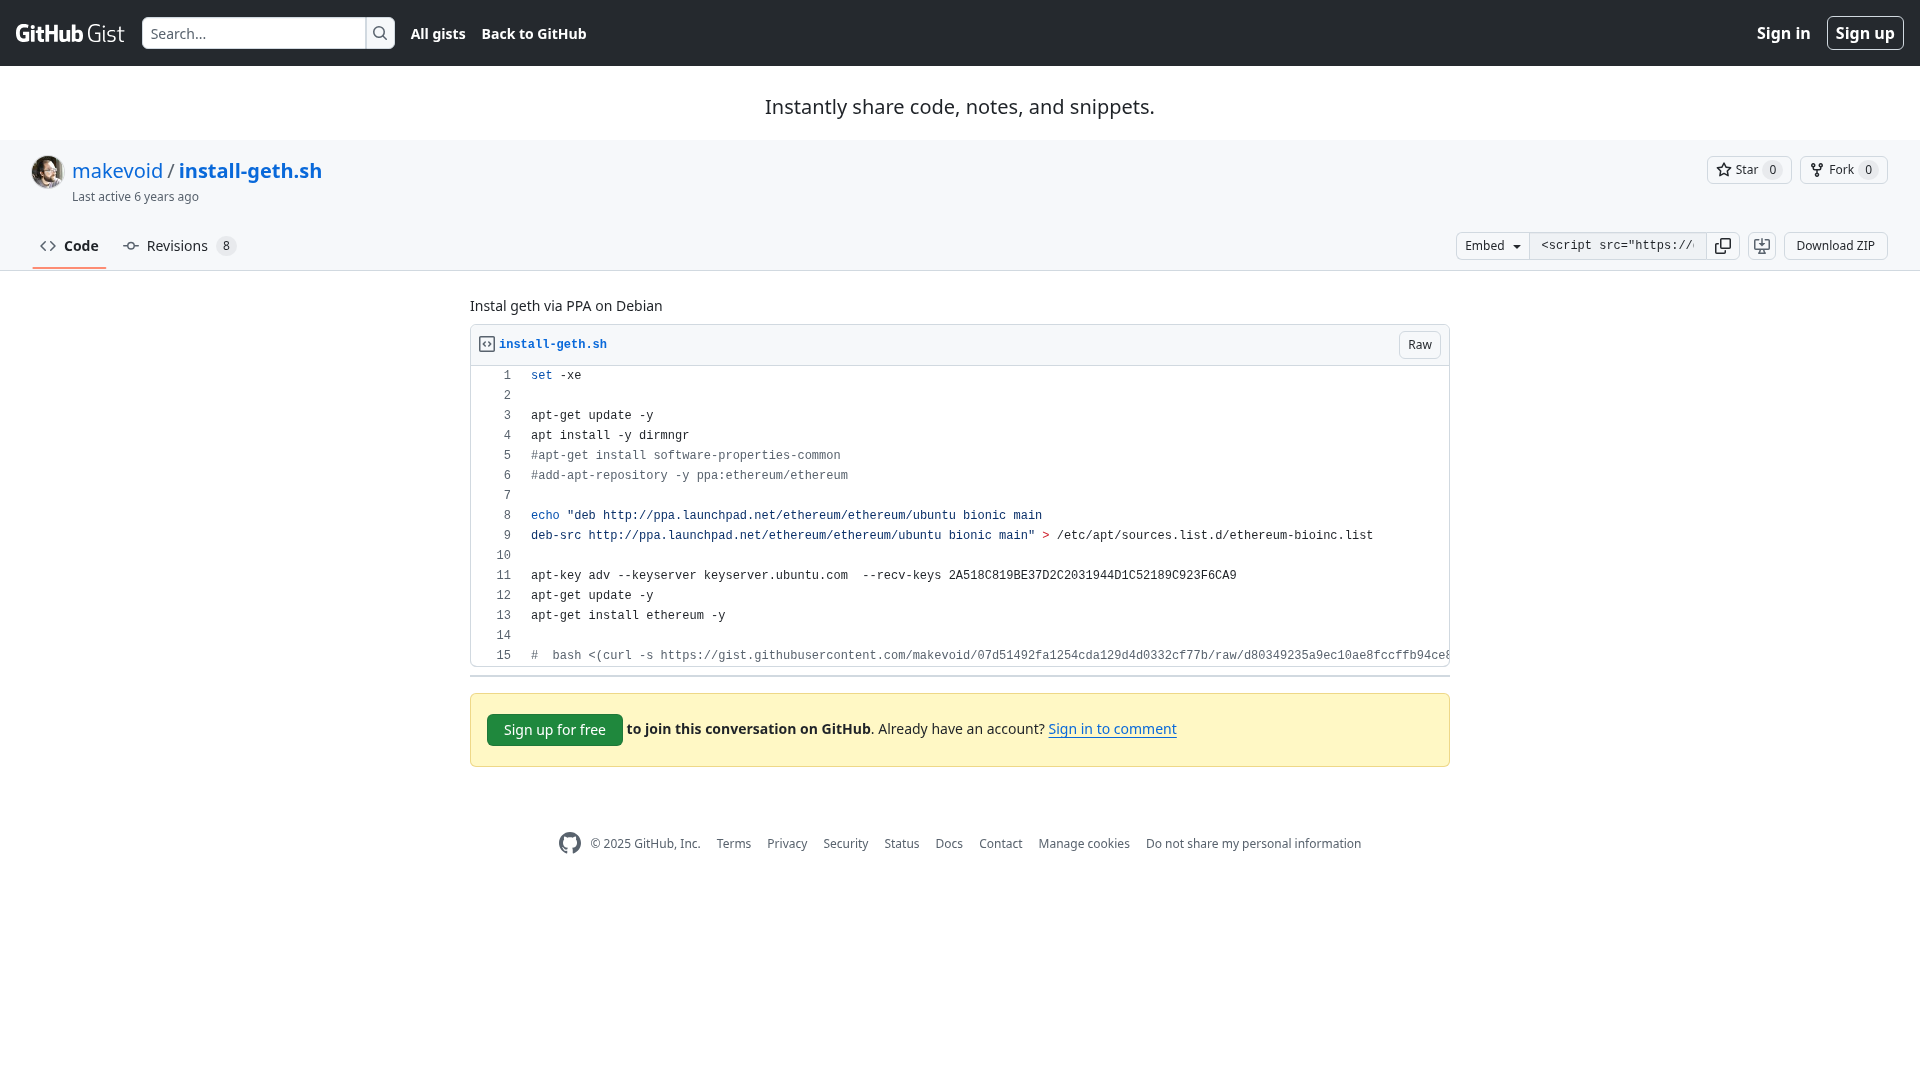 GitHub Gist
Search...
All gists
Back to GitHub
Sign in
Sign up
Instantly share code, notes, and snippets.
makevoid / install-geth.sh
Last active 6 years ago
Star 0
Fork 0
Code
Revisions 8
Embed
<script src="https://
Download ZIP
Instal geth via PPA on Debian
install-geth.sh
Raw
1 set -xe
2
3 apt-get update -y
4 apt install -y dirmngr
5 #apt-get install software-properties-common
6 #add-apt-repository -y ppa:ethereum/ethereum
7
8 echo "deb http://ppa.launchpad.net/ethereum/ethereum/ubuntu bionic main
9 deb-src http://ppa.launchpad.net/ethereum/ethereum/ubuntu bionic main" > /etc/apt/sources.list.d/ethereum-bioinc.list
10
11 apt-key adv --keyserver keyserver.ubuntu.com  --recv-keys 2A518C819BE37D2C2031944D1C52189C923F6CA9
12 apt-get update -y
13 apt-get install ethereum -y
14
15 #  bash <(curl -s https://gist.githubusercontent.com/makevoid/07d51492fa1254cda129d4d0332cf77b/raw/d80349235a9ec10ae8fccffb94ce8
Sign up for free to join this conversation on GitHub. Already have an account? Sign in to comment
© 2025 GitHub, Inc.
Terms
Privacy
Security
Status
Docs
Contact
Manage cookies
Do not share my personal information